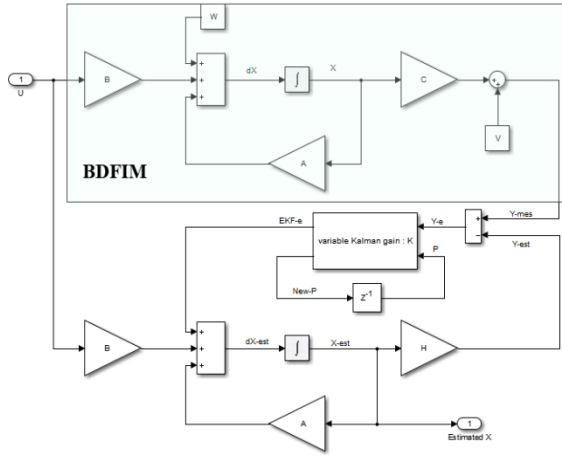 W
1
U
B
+
+
+
dX
∫
X
C
+
+
V
A
BDFIM
EKF-e
variable Kalman gain : K
Y-e
+
−
Y-mes
Y-est
P
New-P
z-1
B
+
+
+
dX-est
∫
X-est
H
A
1
Estimated X